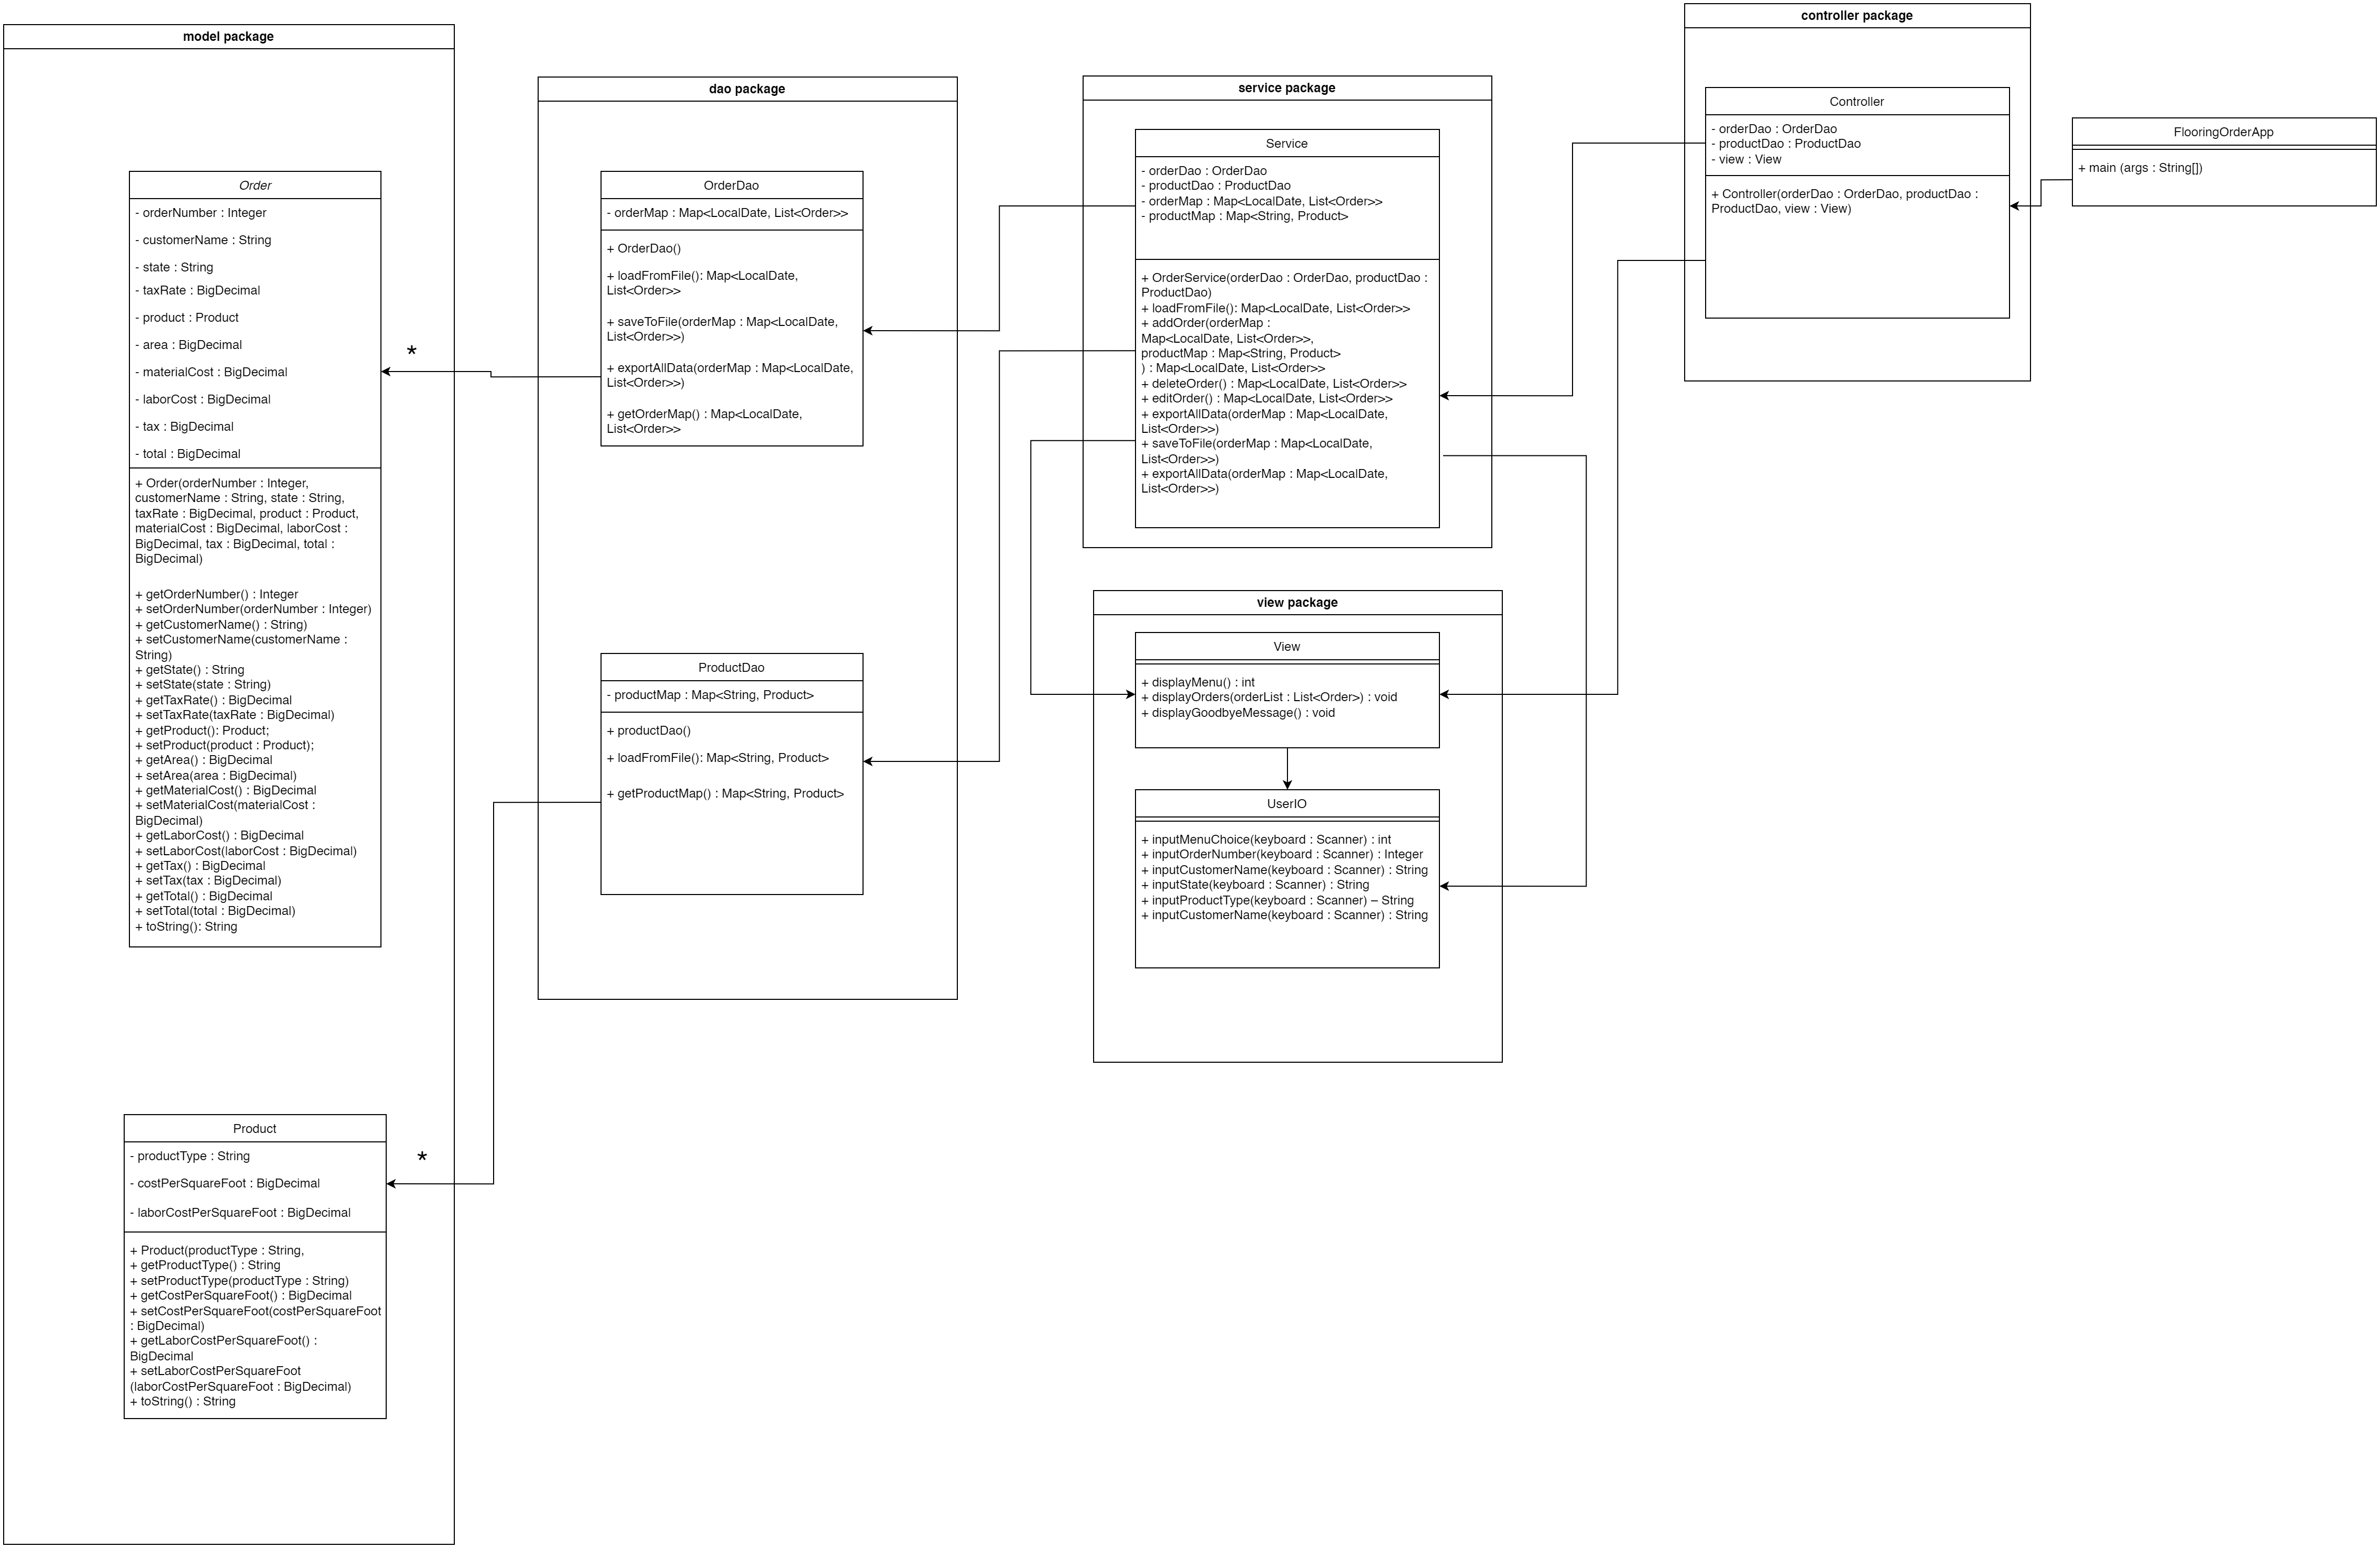 model package
Order
- orderNumber : Integer
- customerName : String
- state : String
- taxRate : BigDecimal
- product : Product
- area : BigDecimal
- materialCost : BigDecimal
- laborCost : BigDecimal
- tax : BigDecimal
- total : BigDecimal
+ Order(orderNumber : Integer,
customerName : String, state : String,
taxRate : BigDecimal, product : Product,
materialCost : BigDecimal, laborCost :
BigDecimal, tax : BigDecimal, total :
BigDecimal)
+ getOrderNumber() : Integer
+ setOrderNumber(orderNumber : Integer)
+ getCustomerName() : String)
+ setCustomerName(customerName :
String)
+ getState() : String
+ setState(state : String)
+ getTaxRate() : BigDecimal
+ setTaxRate(taxRate : BigDecimal)
+ getProduct(): Product;
+ setProduct(product : Product);
+ getArea() : BigDecimal
+ setArea(area : BigDecimal)
+ getMaterialCost() : BigDecimal
+ setMaterialCost(materialCost :
BigDecimal)
+ getLaborCost() : BigDecimal
+ setLaborCost(laborCost : BigDecimal)
+ getTax() : BigDecimal
+ setTax(tax : BigDecimal)
+ getTotal() : BigDecimal
+ setTotal(total : BigDecimal)
+ toString(): String
*
Product
- productType : String
- costPerSquareFoot : BigDecimal
- laborCostPerSquareFoot : BigDecimal
+ Product(productType : String,
+ getProductType() : String
+ setProductType(productType : String)
+ getCostPerSquareFoot() : BigDecimal
+ setCostPerSquareFoot(costPerSquareFoot
: BigDecimal)
+ getLaborCostPerSquareFoot() :
BigDecimal
+ setLaborCostPerSquareFoot
(laborCostPerSquareFoot : BigDecimal)
+ toString() : String
*
dao package
OrderDao
- orderMap : Map<LocalDate, List<Order>>
+ OrderDao()
+ loadFromFile(): Map<LocalDate,
List<Order>>
+ saveToFile(orderMap : Map<LocalDate,
List<Order>>)
+ exportAllData(orderMap : Map<LocalDate,
List<Order>>)
+ getOrderMap() : Map<LocalDate,
List<Order>>
ProductDao
- productMap : Map<String, Product>
+ productDao()
+ loadFromFile(): Map<String, Product>
+ getProductMap() : Map<String, Product>
service package
Service
- orderDao : OrderDao
- productDao : ProductDao
- orderMap : Map<LocalDate, List<Order>>
- productMap : Map<String, Product>
+ OrderService(orderDao : OrderDao, productDao :
ProductDao)
+ loadFromFile(): Map<LocalDate, List<Order>>
+ addOrder(orderMap :
Map<LocalDate, List<Order>>,
productMap : Map<String, Product>
) : Map<LocalDate, List<Order>>
+ deleteOrder() : Map<LocalDate, List<Order>>
+ editOrder() : Map<LocalDate, List<Order>>
+ exportAllData(orderMap : Map<LocalDate,
List<Order>>)
+ saveToFile(orderMap : Map<LocalDate,
List<Order>>)
+ exportAllData(orderMap : Map<LocalDate,
List<Order>>)
view package
View
+ displayMenu() : int
+ displayOrders(orderList : List<Order>) : void
+ displayGoodbyeMessage() : void
UserIO
+ inputMenuChoice(keyboard : Scanner) : int
+ inputOrderNumber(keyboard : Scanner) : Integer
+ inputCustomerName(keyboard : Scanner) : String
+ inputState(keyboard : Scanner) : String
+ inputProductType(keyboard : Scanner) – String
+ inputCustomerName(keyboard : Scanner) : String
controller package
Controller
- orderDao : OrderDao
- productDao : ProductDao
- view : View
+ Controller(orderDao : OrderDao, productDao :
ProductDao, view : View)
FlooringOrderApp
+ main (args : String[])